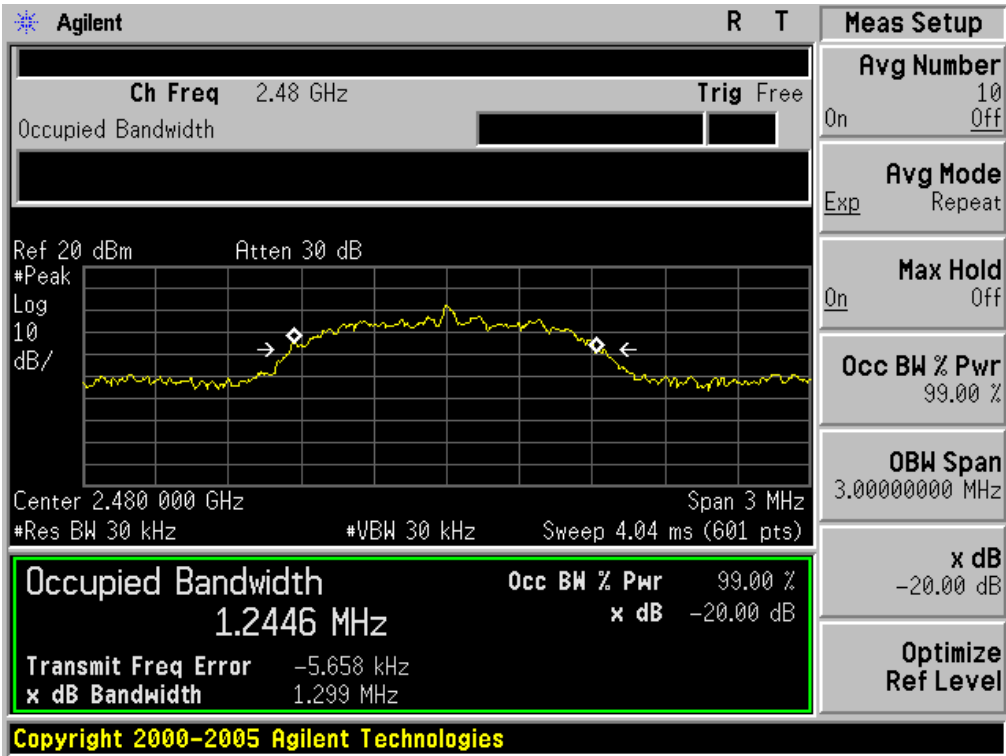 Agilent R T
Meas Setup
Ch Freq 2.48 GHz Trig Free
Occupied Bandwidth
Ref 20 dBm Atten 30 dB
#Peak
Log
10
dB/
Center 2.480 000 GHz Span 3 MHz
#Res BW 30 kHz #VBW 30 kHz Sweep 4.04 ms (601 pts)
Occupied Bandwidth Occ BW % Pwr 99.00 %
1.2446 MHz x dB -20.00 dB
Transmit Freq Error -5.658 kHz
x dB Bandwidth 1.299 MHz
Copyright 2000-2005 Agilent Technologies
Avg Number
10
On Off
Avg Mode
Exp Repeat
Max Hold
On Off
Occ BW % Pwr
99.00 %
OBW Span
3.00000000 MHz
x dB
-20.00 dB
Optimize
Ref Level